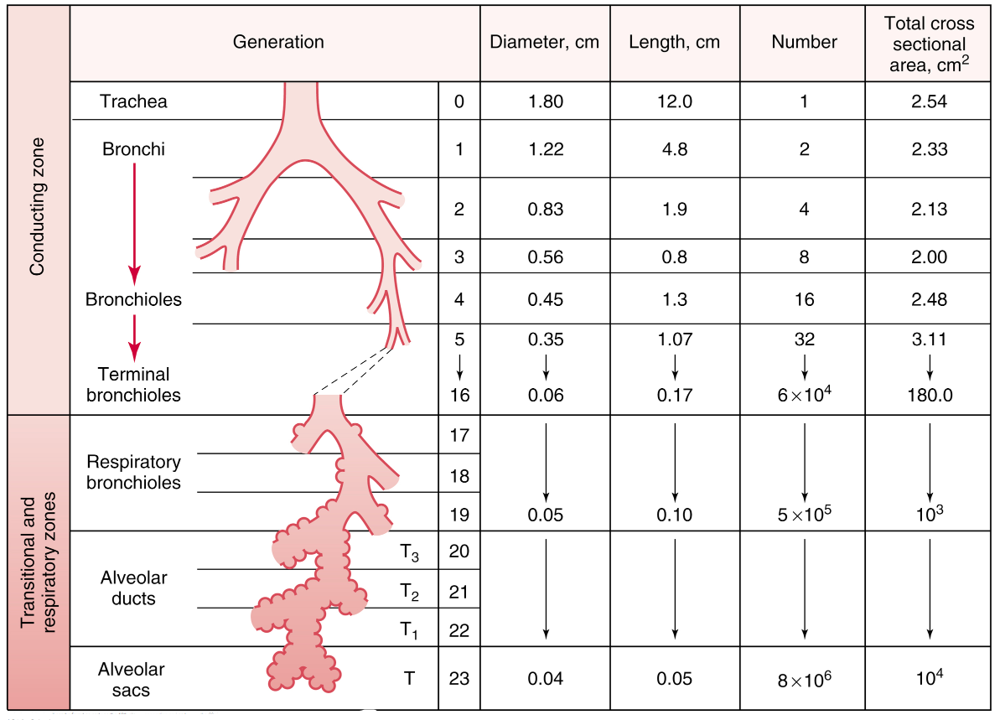 Generation Diameter, cm Length, cm Number Total cross sectional area, cm²
Conducting zone
Trachea 0 1.80 12.0 1 2.54
Bronchi 1 1.22 4.8 2 2.33
2 0.83 1.9 4 2.13
3 0.56 0.8 8 2.00
Bronchioles 4 0.45 1.3 16 2.48
5 0.35 1.07 32 3.11
Terminal
bronchioles 16 0.06 0.17 6×10⁴ 180.0
Transitional and
respiratory zones
17
Respiratory
bronchioles 18
19 0.05 0.10 5×10⁵ 10³
T₃ 20
Alveolar
ducts T₂ 21
T₁ 22
Alveolar
sacs T 23 0.04 0.05 8×10⁶ 10⁴